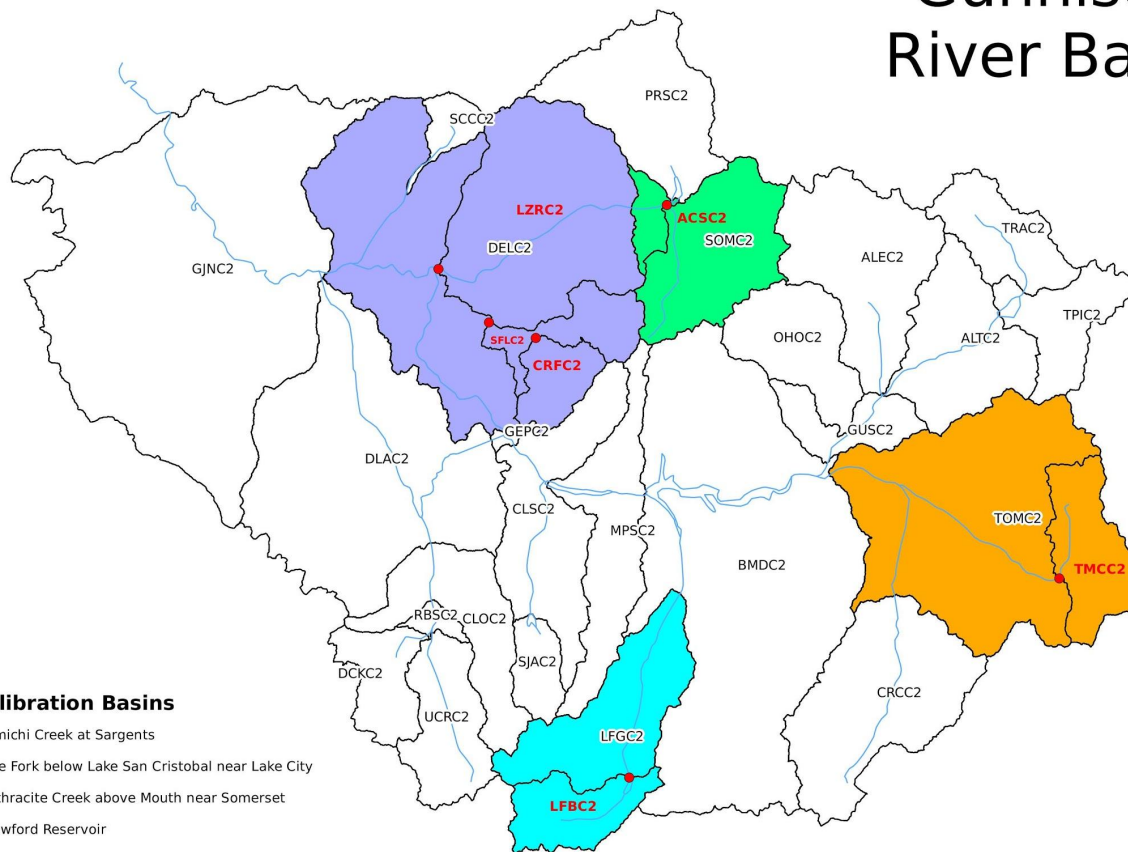 River Ba
PRSC2
SCCC2
LZRC2
ACSC2
SOMC2
TRAC2
DELC2
ALEC2
GJNC2
TPIC2
OHOC2
ALTC2
SFLC2
CRFC2
GEPC2
GUSC2
DLAC2
CLSC2
TOMC2
MPSC2
BMDC2
TMCC2
RBSC2
CLOC2
SJAC2
DCKC2
CRCC2
UCRC2
LFGC2
LFBC2
libration Basins
michi Creek at Sargents
e Fork below Lake San Cristobal near Lake City
thracite Creek above Mouth near Somerset
wford Reservoir